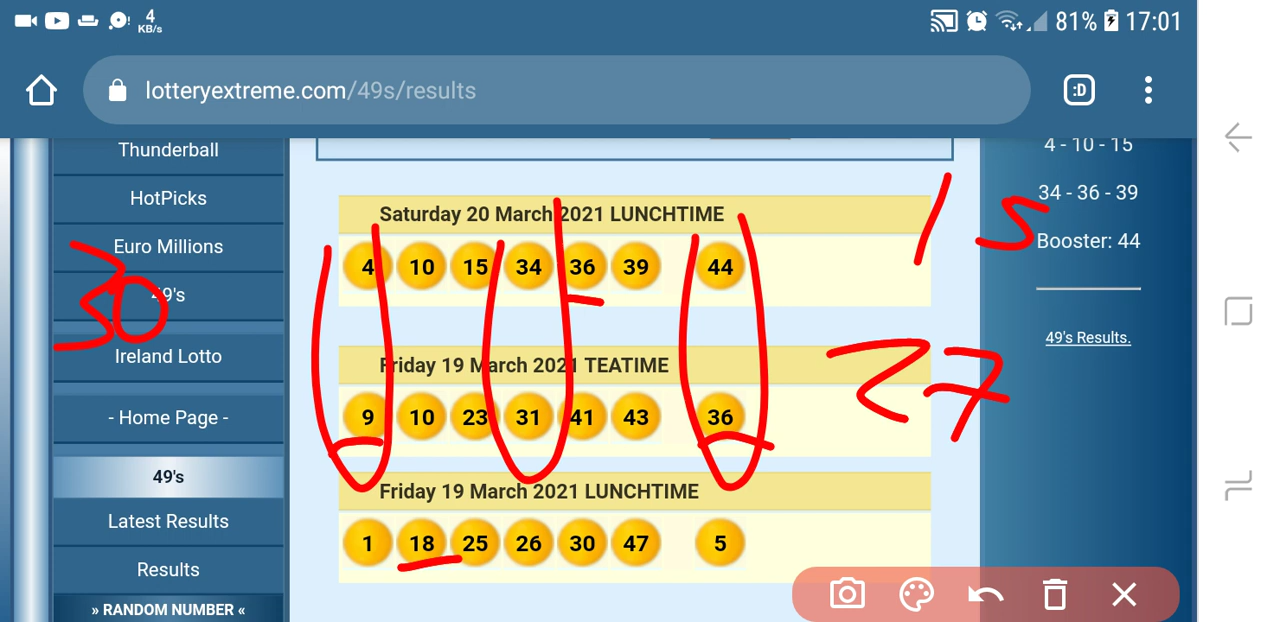 4
KB/s
81% 17:01
lotteryextreme.com/49s/results
:D
Thunderball
HotPicks
Euro Millions
49's
Ireland Lotto
- Home Page -
49's
Latest Results
Results
» RANDOM NUMBER «
Saturday 20 March 2021 LUNCHTIME
4 10 15 34 36 39 44
Friday 19 March 2021 TEATIME
9 10 23 31 41 43 36
Friday 19 March 2021 LUNCHTIME
1 18 25 26 30 47 5
4 - 10 - 15
34 - 36 - 39
Booster: 44
49's Results.
30
15
27